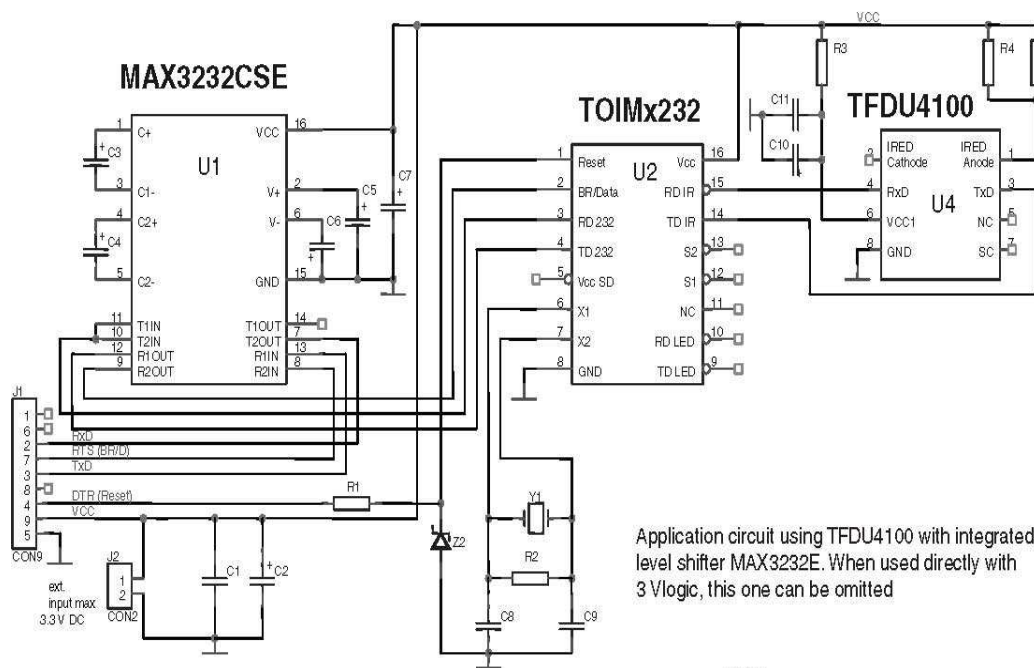 VCC
MAX3232CSE
TOIMx232
TFDU4100
R3
R4
C11
C10
U1
1 C+
VCC 16
C3
3 C1-
V+ 2
C5
C7
4 C2+
V- 6
C6
C4
5 C2-
GND 15
11 T1IN
T1OUT 14
10 T2IN
T2OUT 7
12 R1OUT
R1IN 13
9 R2OUT
R2IN 8
U2
1 Reset
Vcc 16
2 BR/Data
RD IR 15
3 RD 232
TD IR 14
4 TD 232
S2 13
5 Vcc SD
S1 12
6 X1
NC 11
7 X2
RD LED 10
8 GND
TD LED 9
U4
2 IRED Cathode
IRED Anode 1
4 RxD
TxD 3
6 VCC1
NC 5
8 GND
SC 7
J1
1
6
2 RxD
7 RTS (BR/D)
3 TxD
8
4 DTR (Reset)
9 VCC
5
CON9
R1
Z2
Y1
R2
C8
C9
J2
1
2
CON2
C1
C2
ext.
input max
3.3 V DC
Application circuit using TFDU4100 with integrated
level shifter MAX3232E. When used directly with
3 Vlogic, this one can be omitted